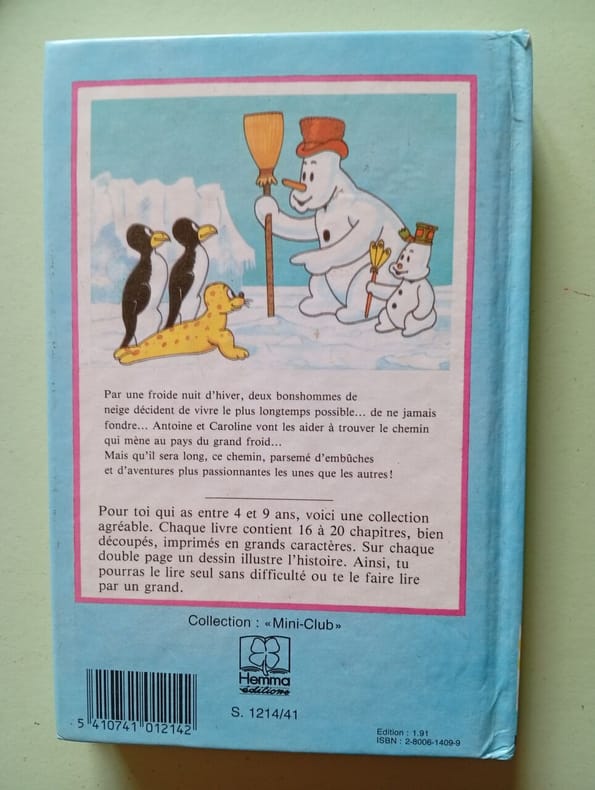 Par une froide nuit d'hiver, deux bonshommes de
neige décident de vivre le plus longtemps possible... de ne jamais
fondre... Antoine et Caroline vont les aider à trouver le chemin
qui mène au pays du grand froid...
Mais qu'il sera long, ce chemin, parsemé d'embûches
et d'aventures plus passionnantes les unes que les autres!
Pour toi qui as entre 4 et 9 ans, voici une collection
agréable. Chaque livre contient 16 à 20 chapitres, bien
découpés, imprimés en grands caractères. Sur chaque
double page un dessin illustre l'histoire. Ainsi, tu
pourras le lire seul sans difficulté ou te le faire lire
par un grand.
Collection : «Mini-Club»
Hemma
éditions
S. 1214/41
5 410741 012142
Edition : 1.91
ISBN : 2-8006-1409-9